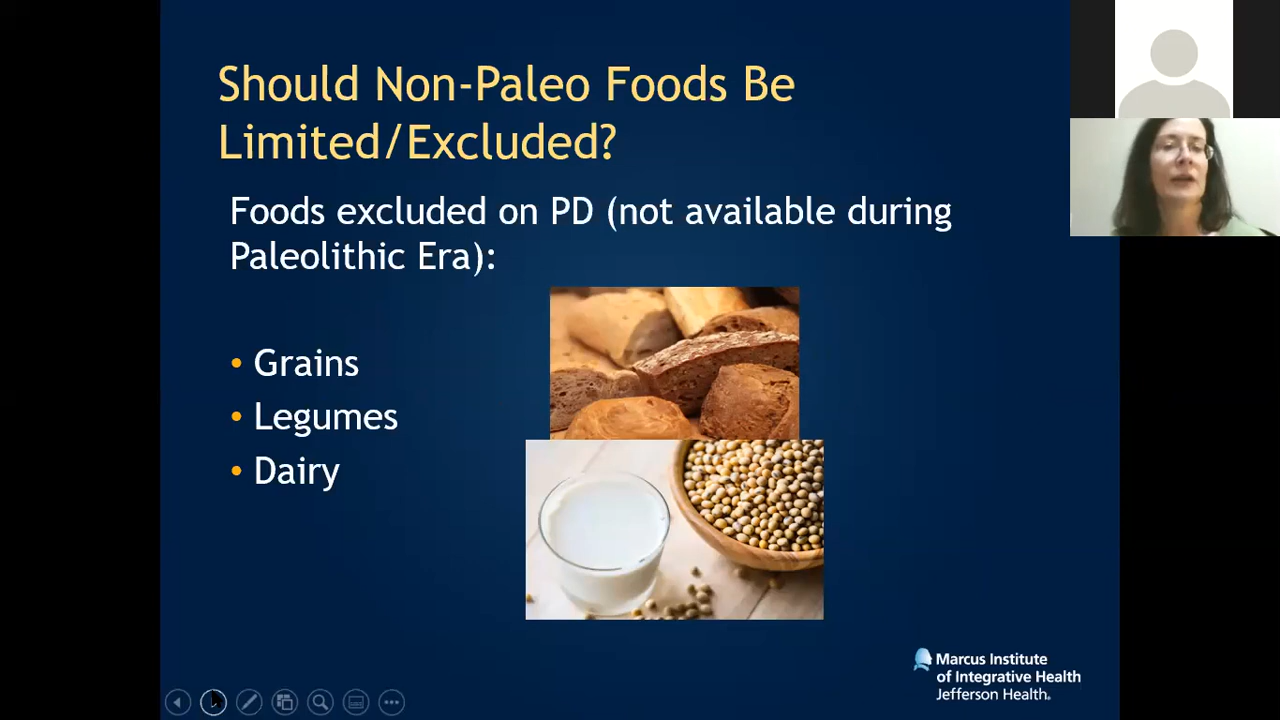 Should Non-Paleo Foods Be
Limited/Excluded?
Foods excluded on PD (not available during
Paleolithic Era):
• Grains
• Legumes
• Dairy
Marcus Institute
of Integrative Health
Jefferson Health®